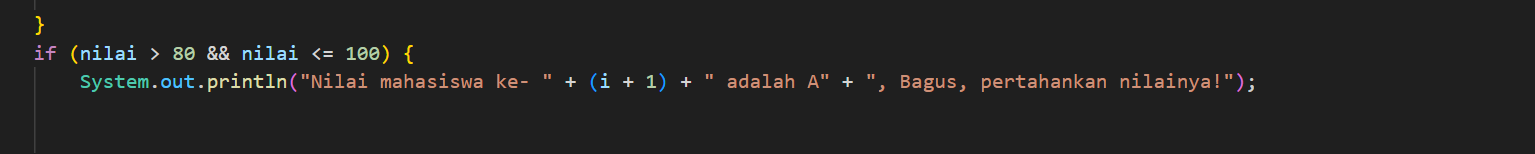 }
if (nilai > 80 && nilai <= 100) {
System.out.println("Nilai mahasiswa ke- " + (i + 1) + " adalah A" + ", Bagus, pertahankan nilainya!");